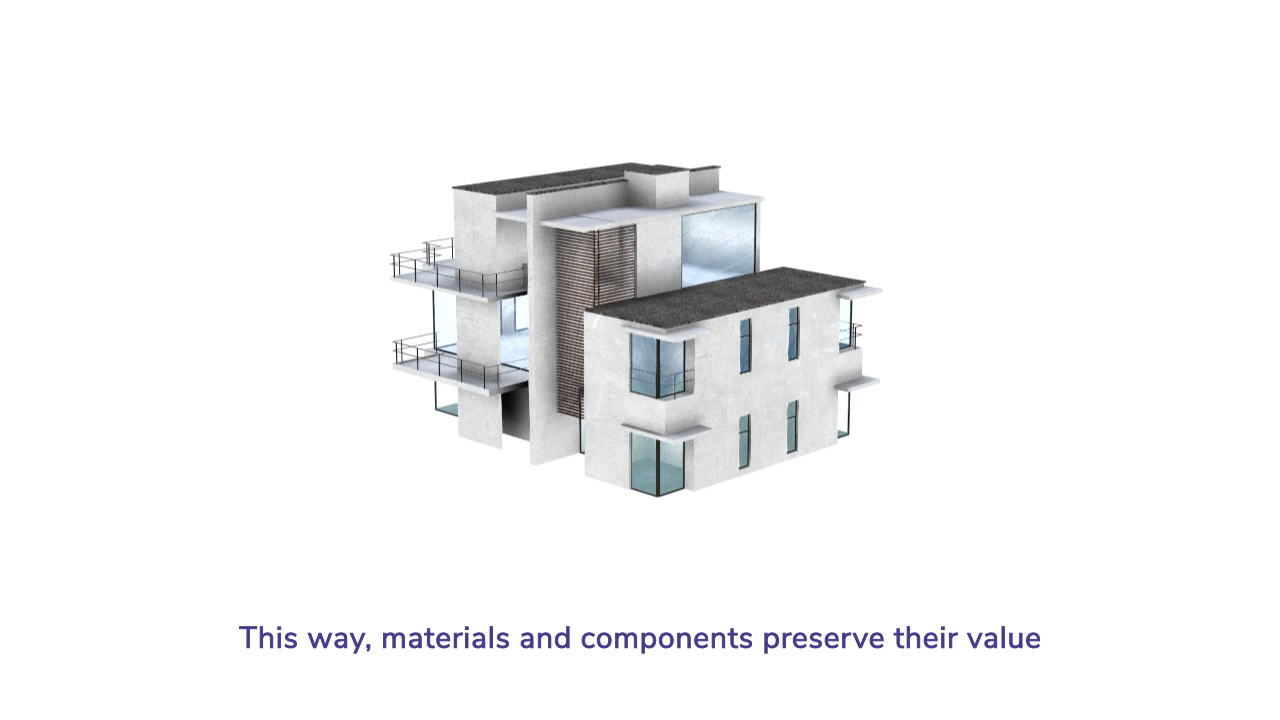 This way, materials and components preserve their value